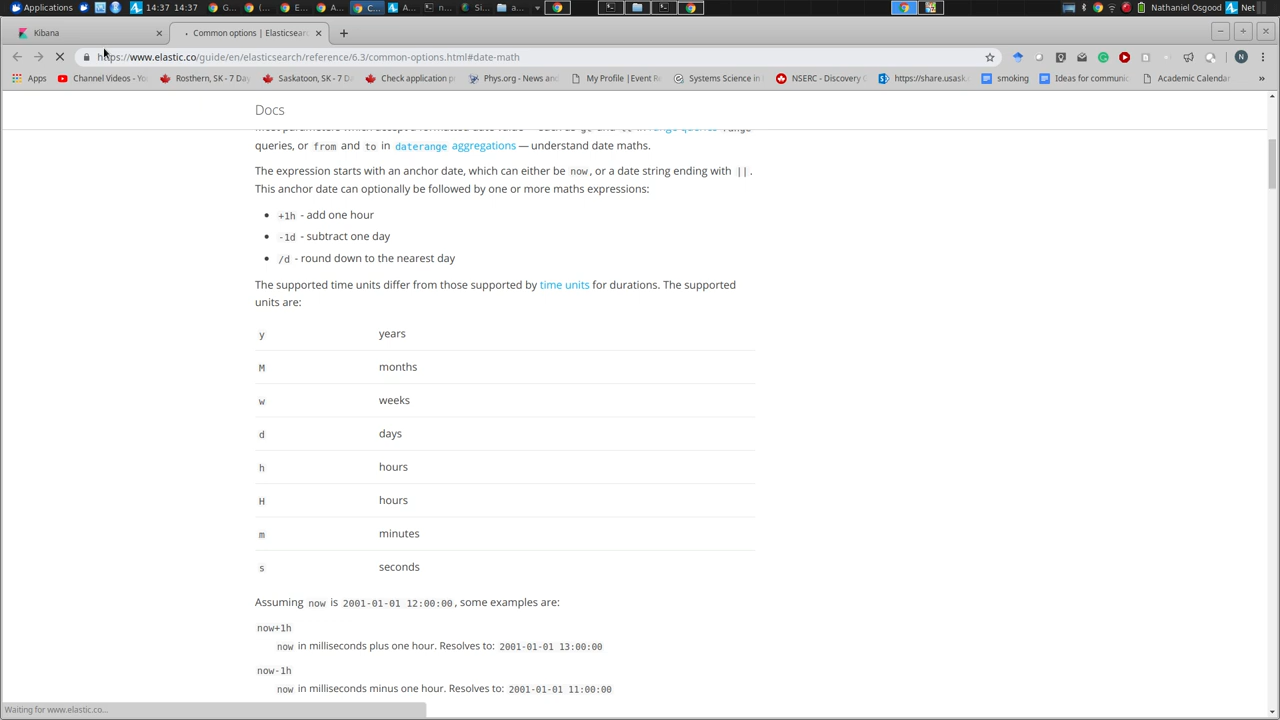 Applications
14:37 14:37
G...
(...
E...
G...
C...
A...
n...
Si...
a...
Nathaniel Osgood
Net
Kibana
Common options | Elasticsear
https://www.elastic.co/guide/en/elasticsearch/reference/6.3/common-options.html#date-math
Apps
Channel Videos - Yo
Rosthern, SK - 7 Day
Saskatoon, SK - 7 D
Check application p
Phys.org - News and
My Profile |Event R
Systems Science in
NSERC - Discovery G
https://share.usask
smoking
Ideas for communic
Academic Calendar
»
Docs
queries, or from and to in daterange aggregations — understand date maths.
The expression starts with an anchor date, which can either be now, or a date string ending with ||.
This anchor date can optionally be followed by one or more maths expressions:
• +1h - add one hour
• -1d - subtract one day
• /d - round down to the nearest day
The supported time units differ from those supported by time units for durations. The supported
units are:
y years
M months
w weeks
d days
h hours
H hours
m minutes
s seconds
Assuming now is 2001-01-01 12:00:00, some examples are:
now+1h
now in milliseconds plus one hour. Resolves to: 2001-01-01 13:00:00
now-1h
now in milliseconds minus one hour. Resolves to: 2001-01-01 11:00:00
Waiting for www.elastic.co...